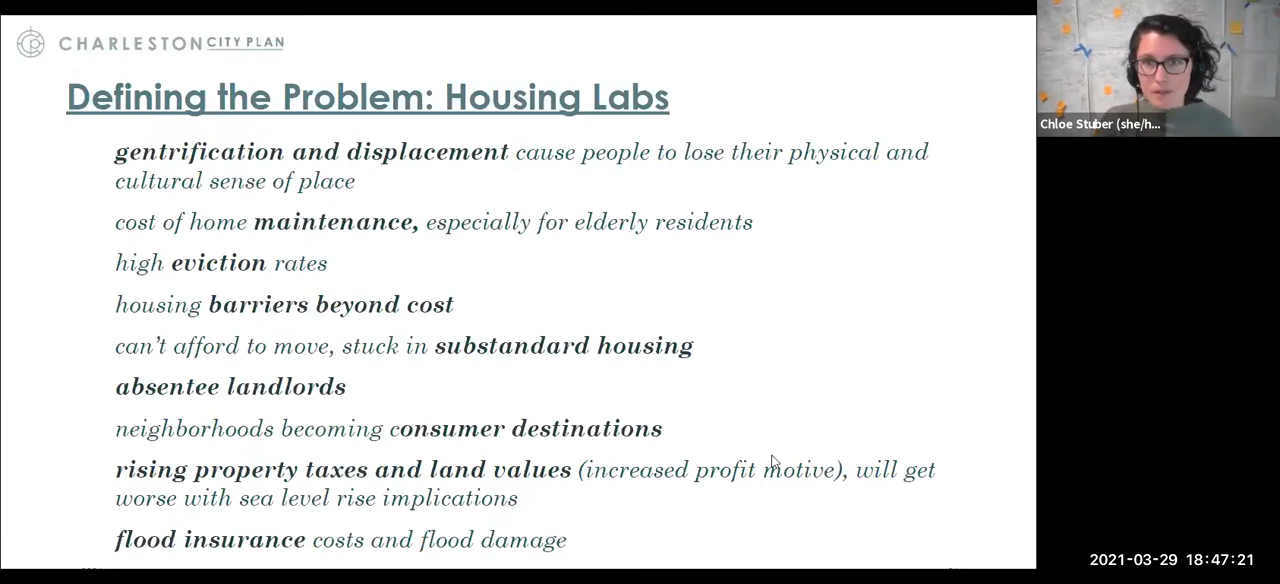 CHARLESTON CITY PLAN
Defining the Problem: Housing Labs
gentrification and displacement cause people to lose their physical and
cultural sense of place
cost of home maintenance, especially for elderly residents
high eviction rates
housing barriers beyond cost
can't afford to move, stuck in substandard housing
absentee landlords
neighborhoods becoming consumer destinations
rising property taxes and land values (increased profit motive), will get
worse with sea level rise implications
flood insurance costs and flood damage
Chloe Stuber (she/h...
2021-03-29 18:47:21